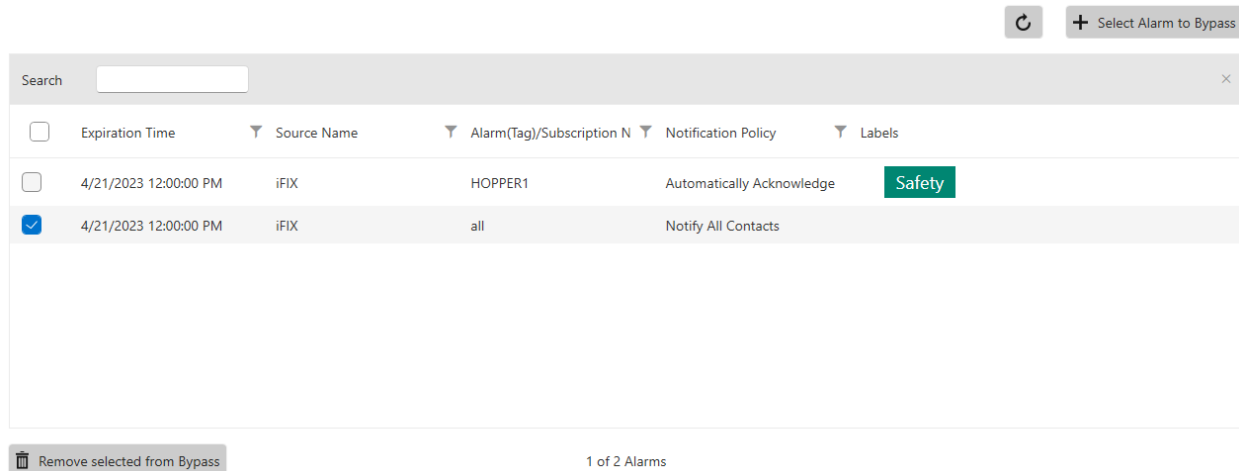 Select Alarm to Bypass
Search
Expiration Time Source Name Alarm(Tag)/Subscription N Notification Policy Labels
4/21/2023 12:00:00 PM iFIX HOPPER1 Automatically Acknowledge Safety
4/21/2023 12:00:00 PM iFIX all Notify All Contacts
Remove selected from Bypass 1 of 2 Alarms